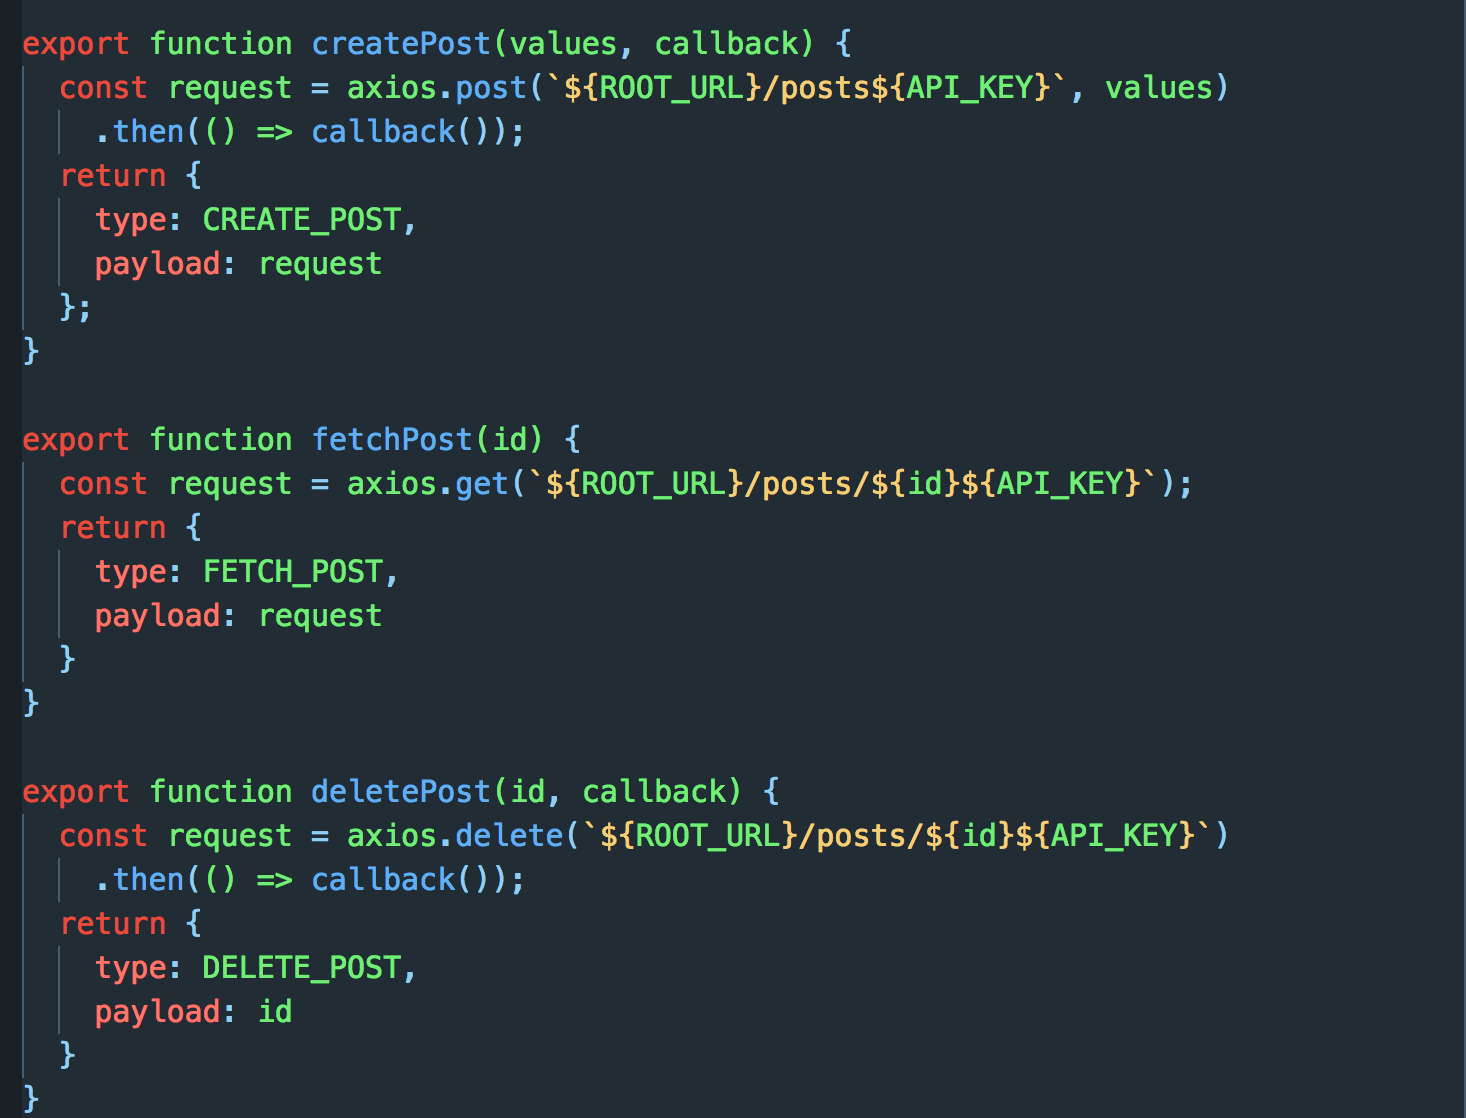 export function createPost(values, callback) {
  const request = axios.post(`${ROOT_URL}/posts${API_KEY}`, values)
    .then(() => callback());
  return {
    type: CREATE_POST,
    payload: request
  };
}

export function fetchPost(id) {
  const request = axios.get(`${ROOT_URL}/posts/${id}${API_KEY}`);
  return {
    type: FETCH_POST,
    payload: request
  }
}

export function deletePost(id, callback) {
  const request = axios.delete(`${ROOT_URL}/posts/${id}${API_KEY}`)
    .then(() => callback());
  return {
    type: DELETE_POST,
    payload: id
  }
}